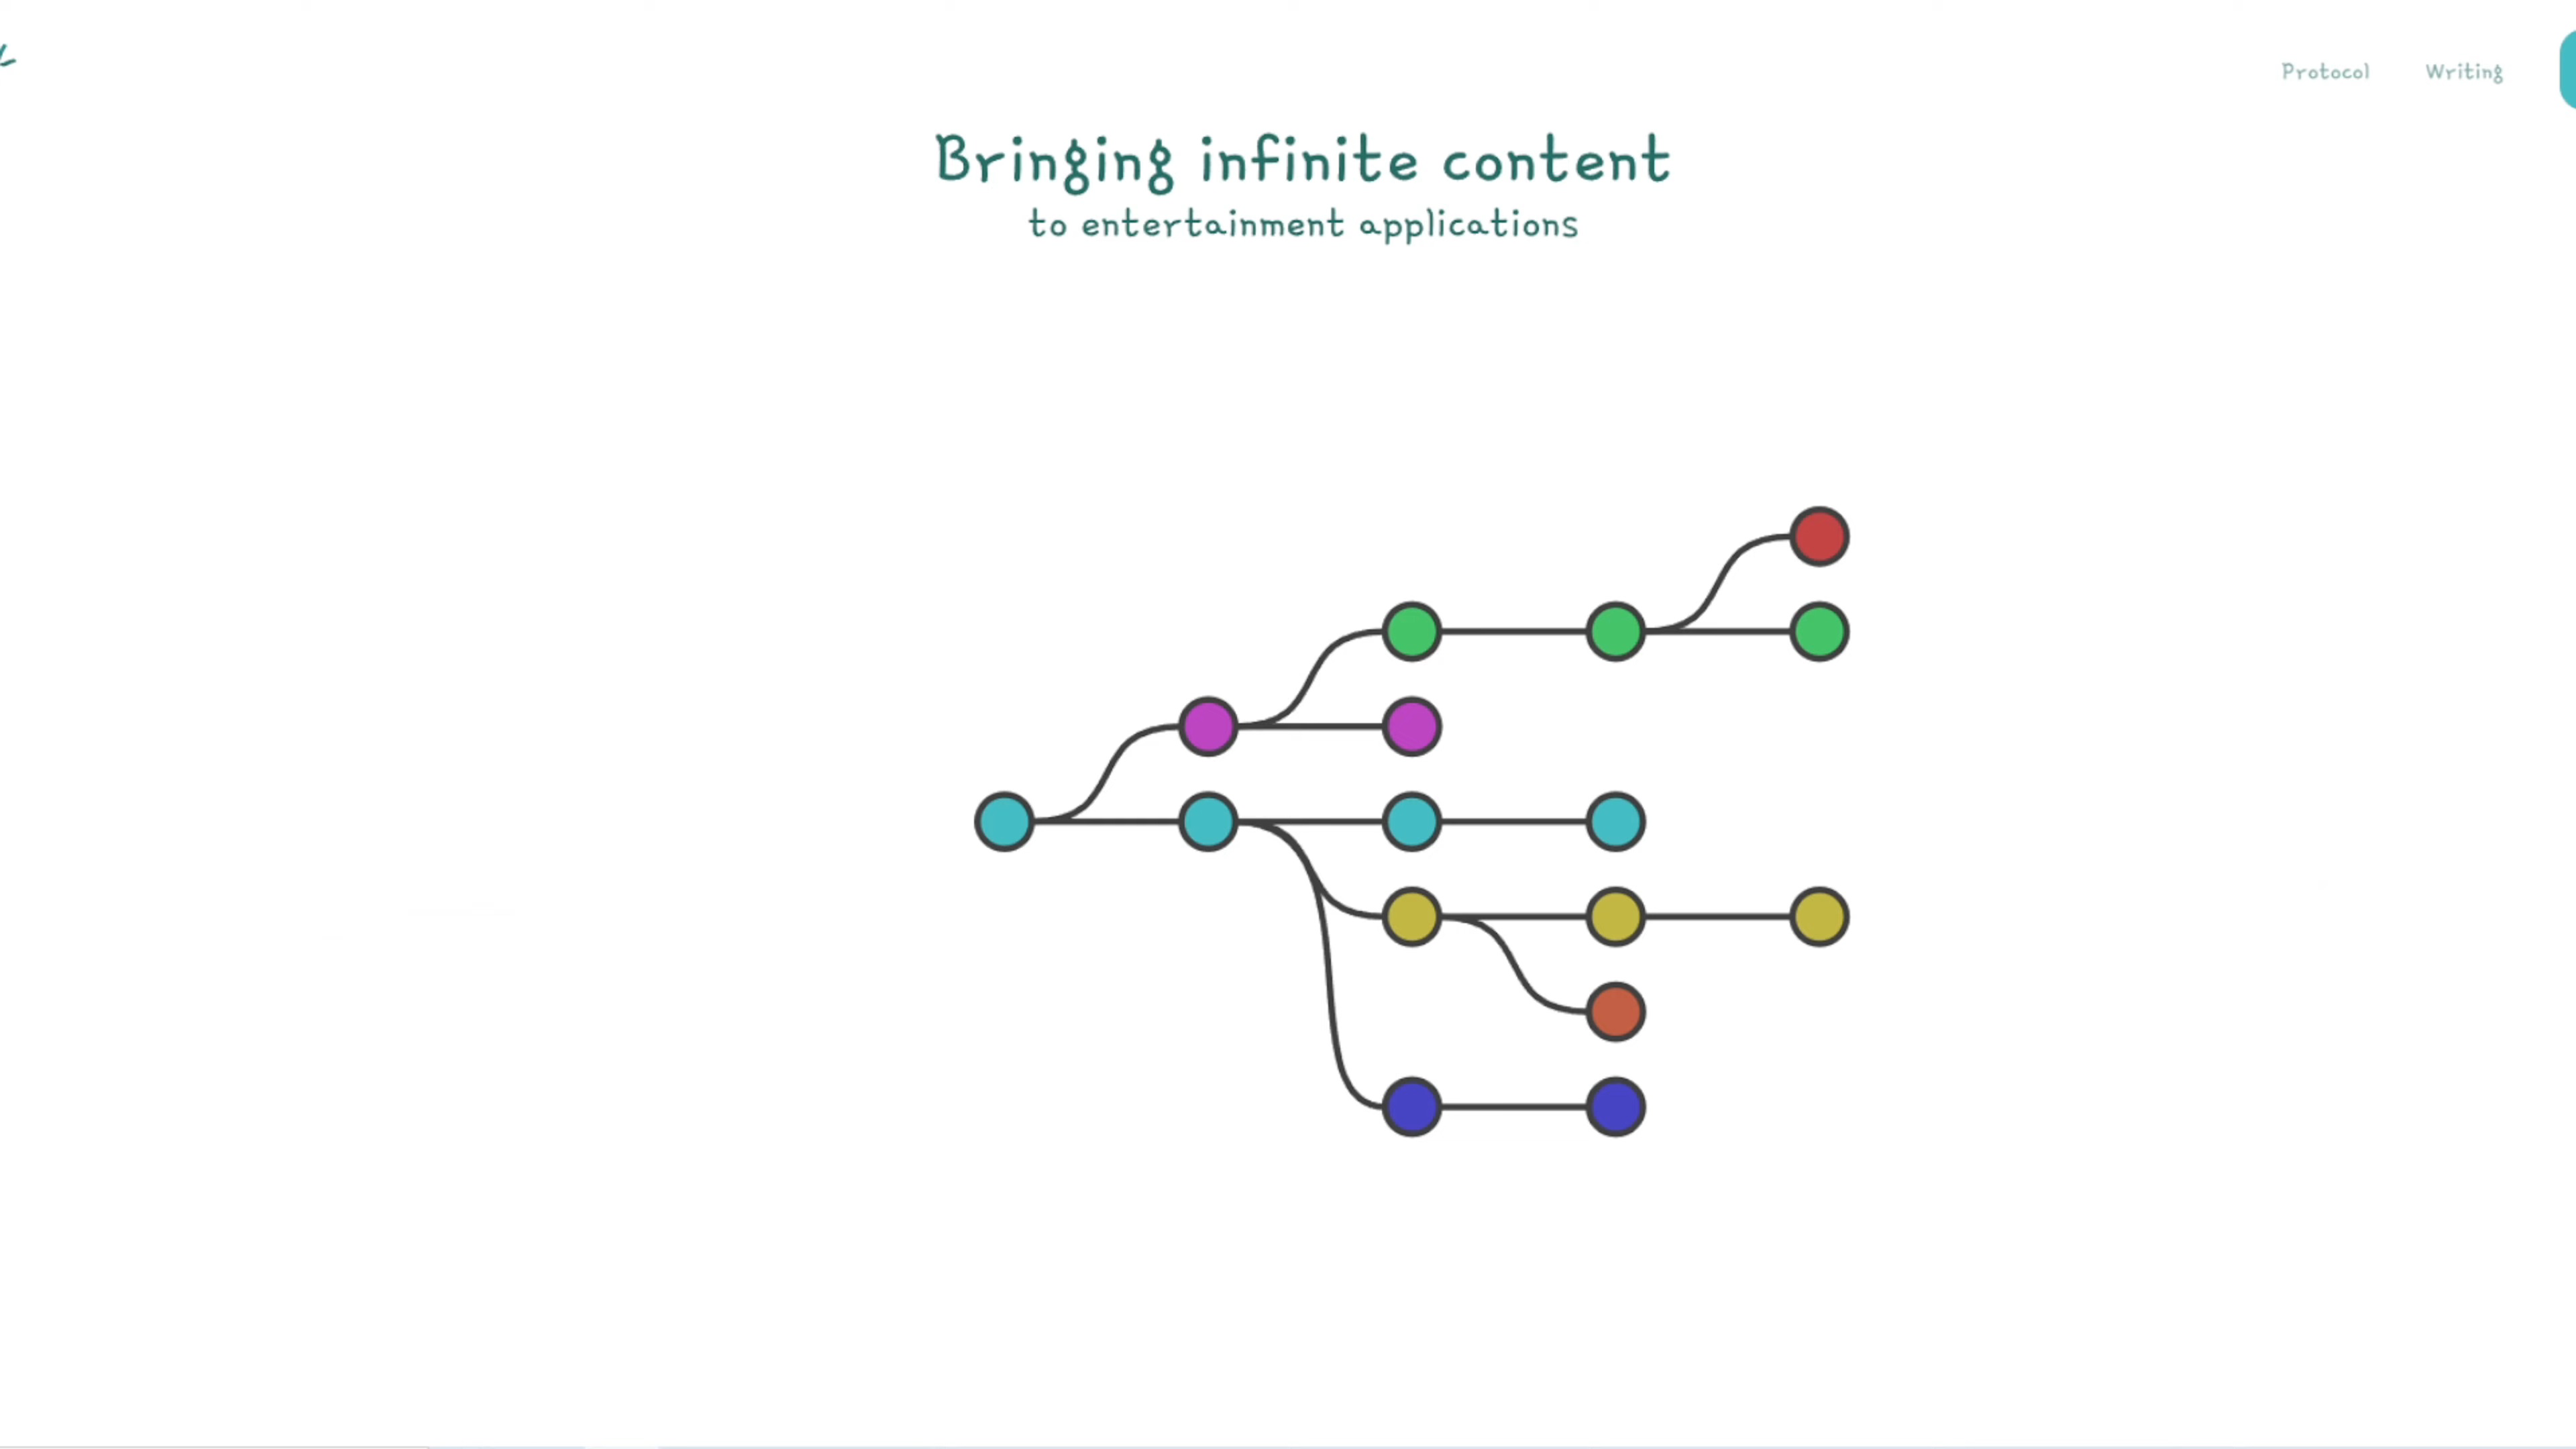 Protocol Writing
Bringing infinite content
to entertainment applications